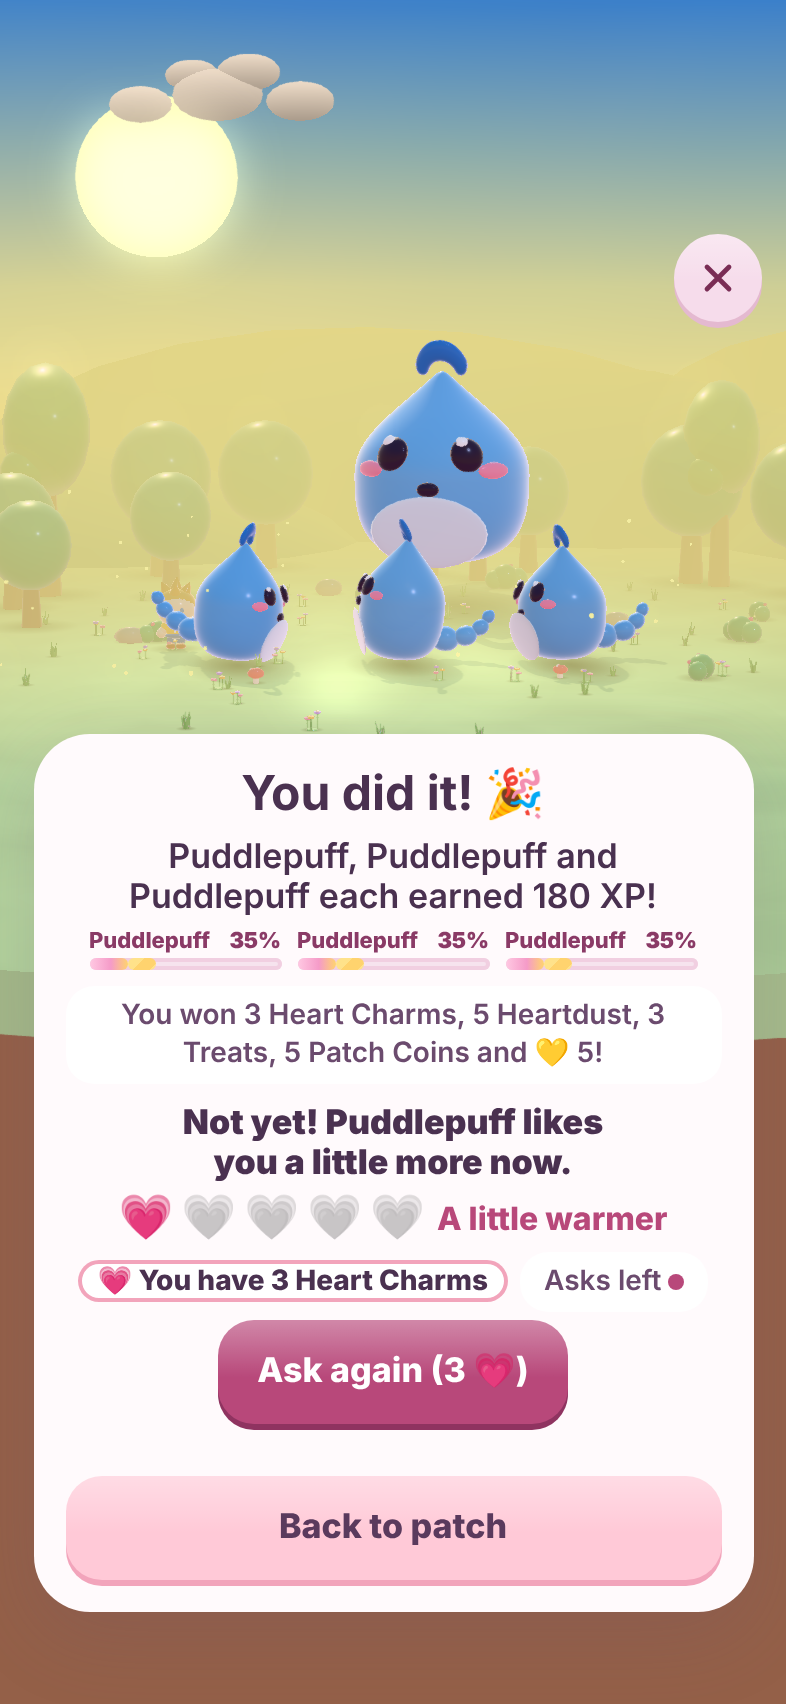 You did it! 🎉
Puddlepuff, Puddlepuff and
Puddlepuff each earned 180 XP!
Puddlepuff 35% Puddlepuff 35% Puddlepuff 35%
You won 3 Heart Charms, 5 Heartdust, 3
Treats, 5 Patch Coins and 💛 5!
Not yet! Puddlepuff likes
you a little more now.
A little warmer
💗 You have 3 Heart Charms Asks left
Ask again (3 💗)
Back to patch